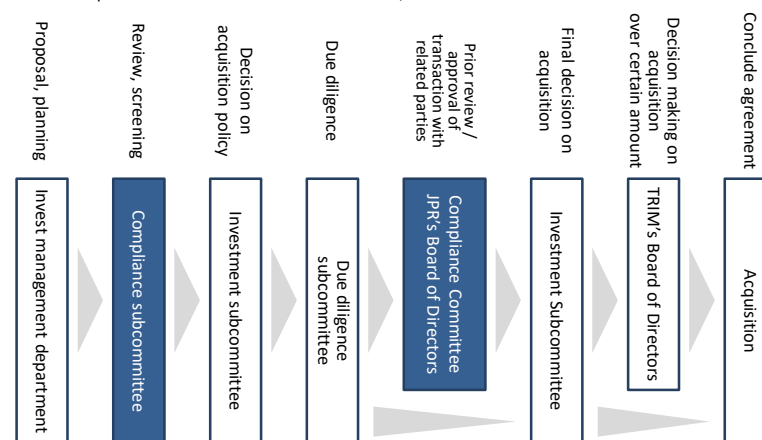 Proposal, planning
Invest management department
Review, screening
Compliance subcommittee
Decision on
acquisition policy
Investment subcommittee
Due diligence
Due diligence
subcommittee
Prior review /
approval of
transaction with
related parties
Compliance Committee
JPR's Board of Directors
Final decision on
acquisition
Investment Subcommittee
Decision making on
acquisition
over certain amount
TRIM's Board of Directors
Conclude agreement
Acquisition